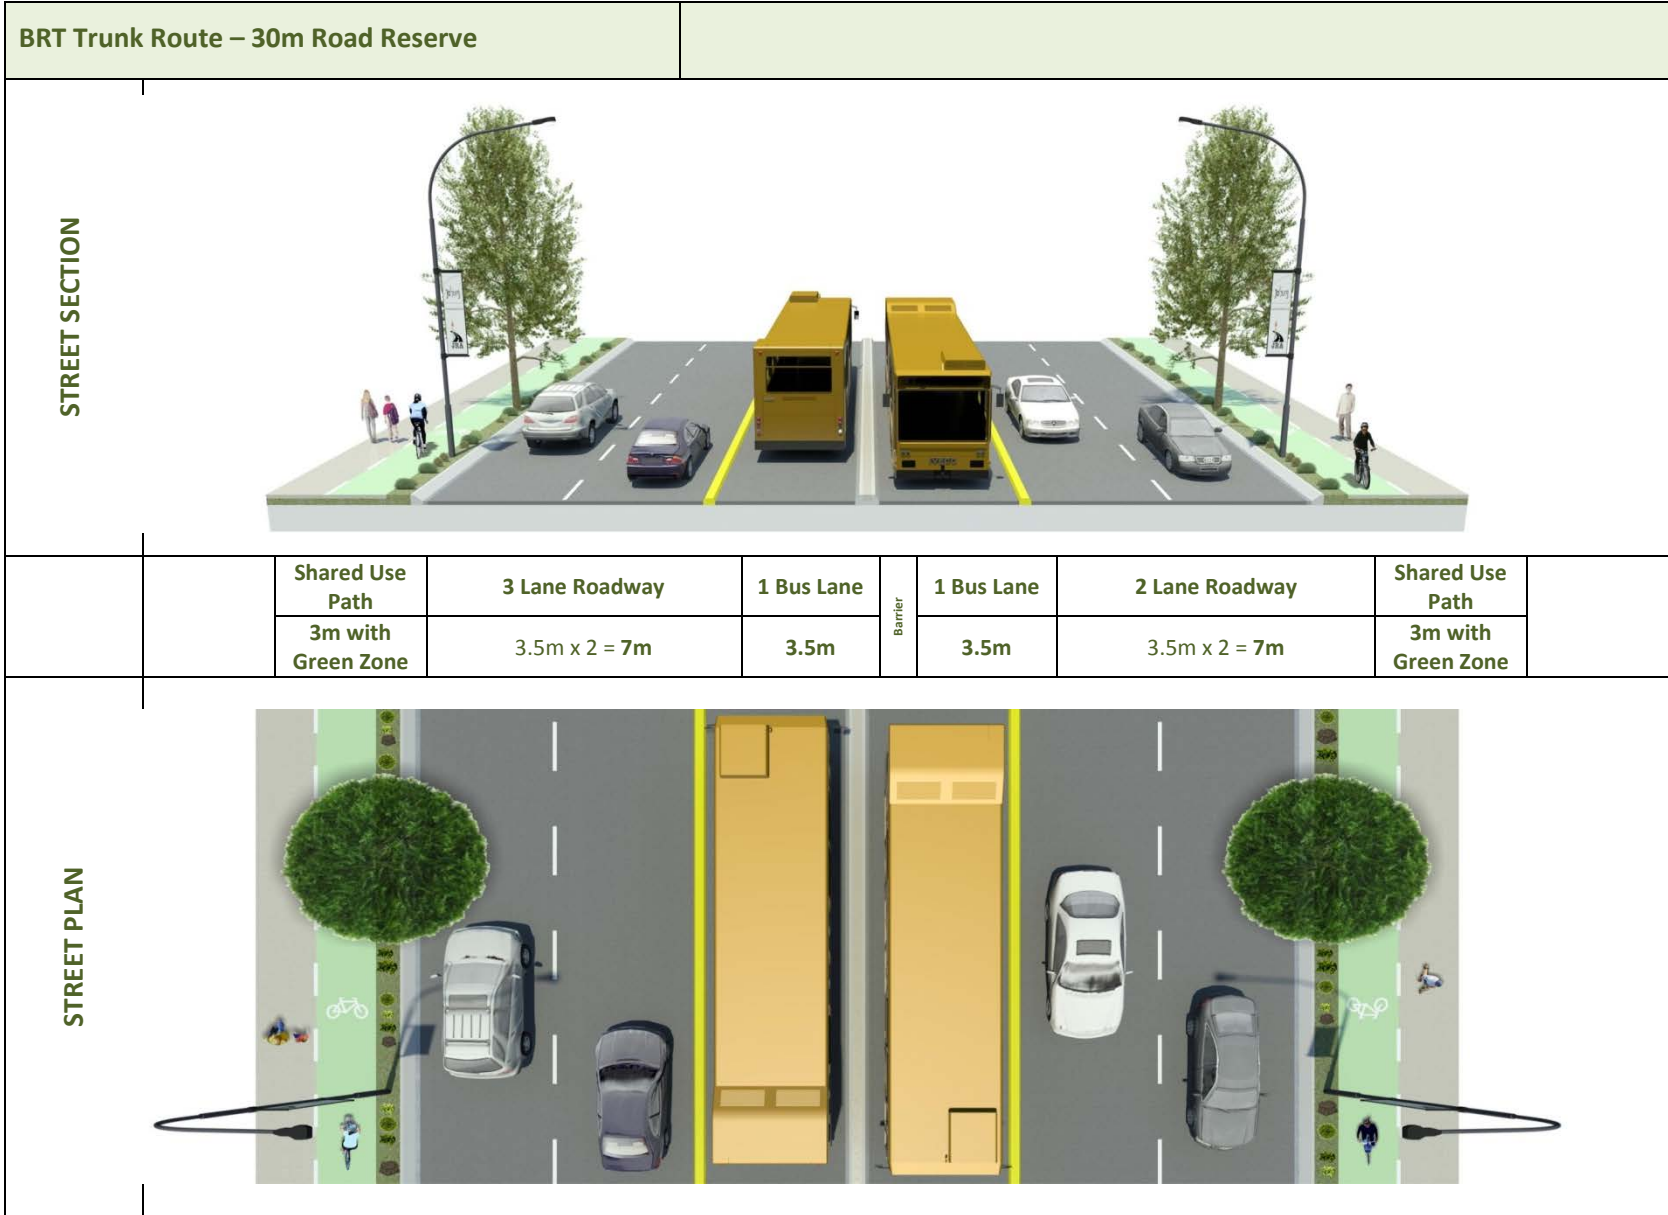 BRT Trunk Route – 30m Road Reserve
STREET SECTION
JRA
JRA
Shared Use
Path
3 Lane Roadway
1 Bus Lane
Barrier
1 Bus Lane
2 Lane Roadway
Shared Use
Path
3m with
Green Zone
3.5m x 2 = 7m
3.5m
3.5m
3.5m x 2 = 7m
3m with
Green Zone
STREET PLAN